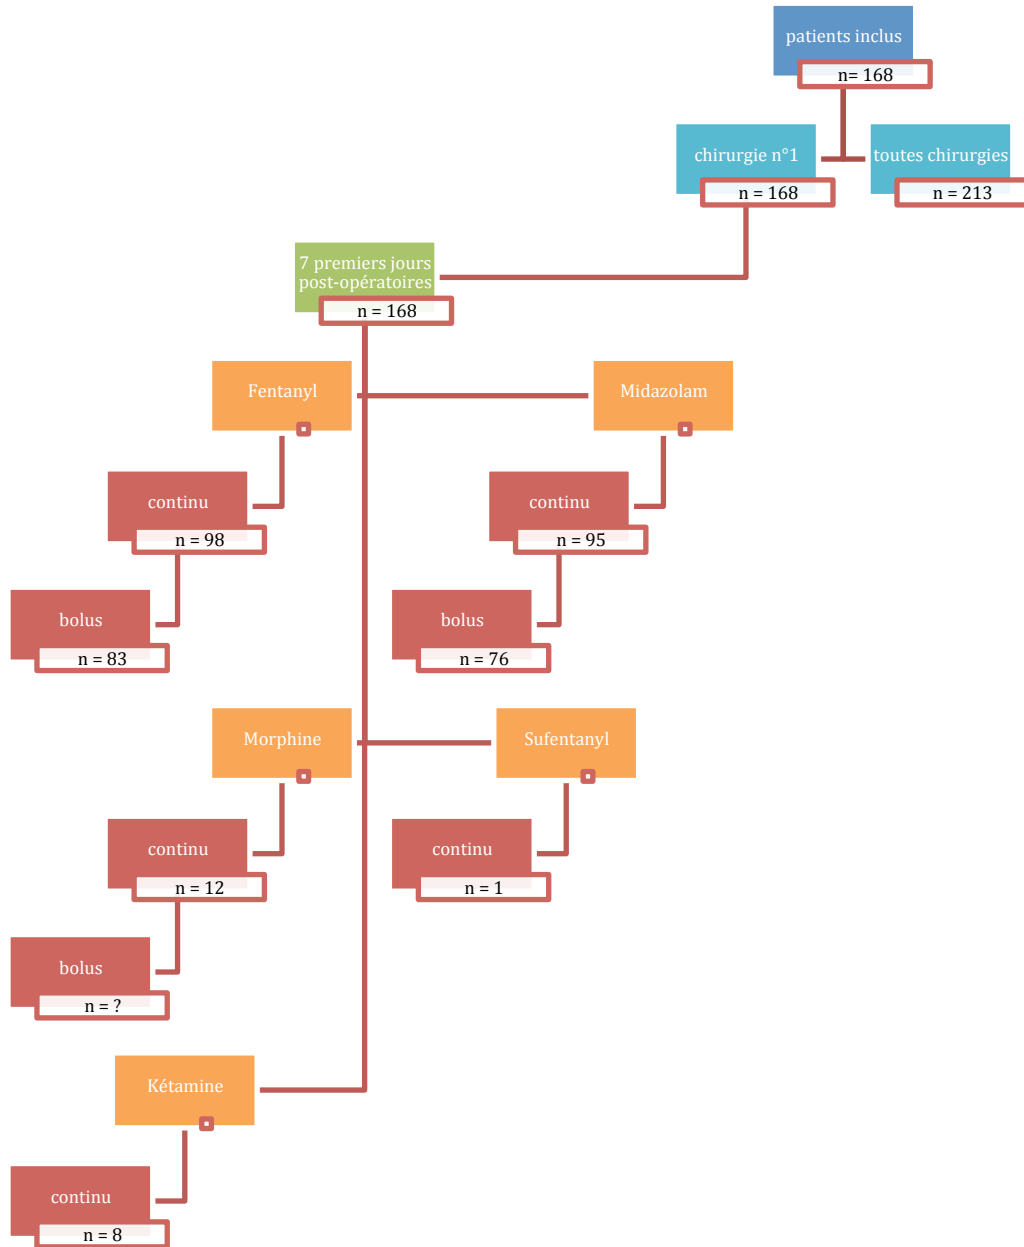 patients inclus
n= 168
chirurgie n°1
n = 168
toutes chirurgies
n = 213
7 premiers jours
post-opératoires
n = 168
Fentanyl
continu
n = 98
bolus
n = 83
Midazolam
continu
n = 95
bolus
n = 76
Morphine
continu
n = 12
bolus
n = ?
Sufentanyl
continu
n = 1
Kétamine
continu
n = 8